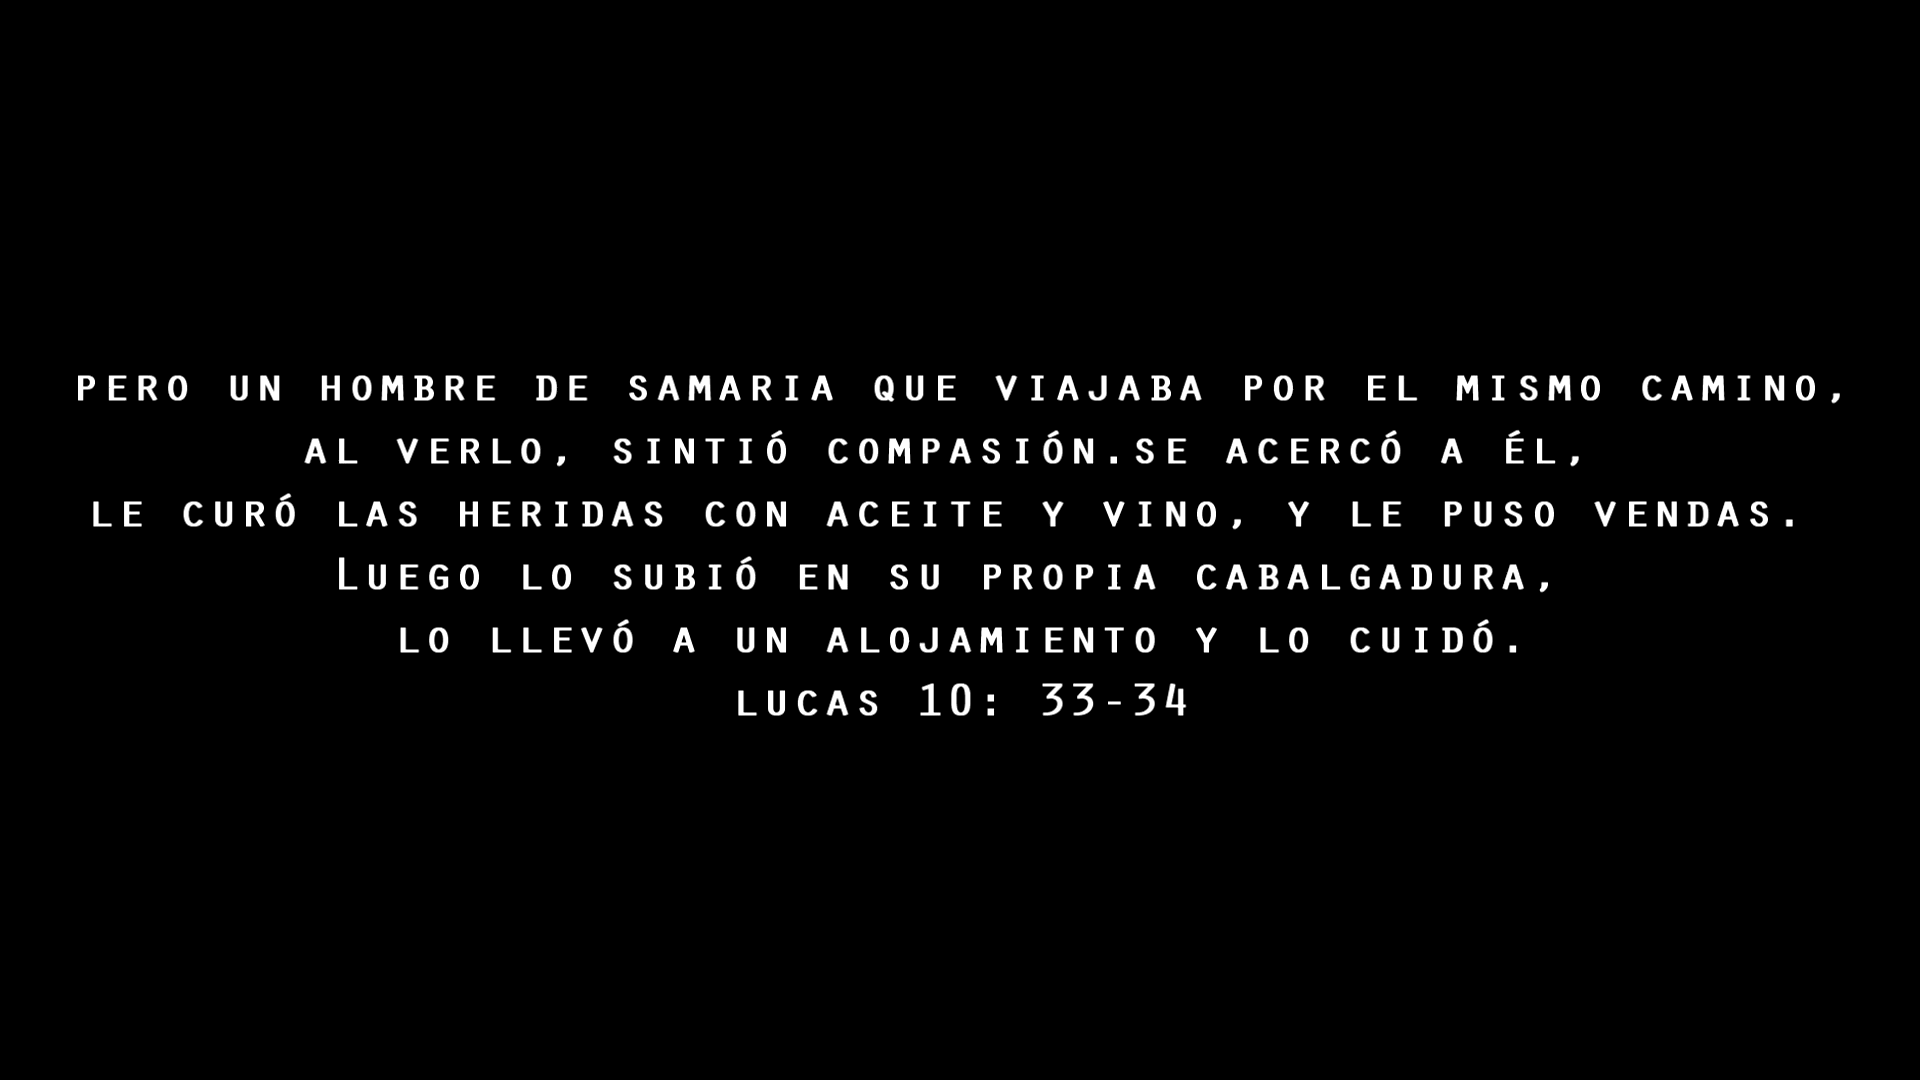 PERO UN HOMBRE DE SAMARIA QUE VIAJABA POR EL MISMO CAMINO,
AL VERLO, SINTIÓ COMPASIÓN.SE ACERCÓ A ÉL,
LE CURÓ LAS HERIDAS CON ACEITE Y VINO, Y LE PUSO VENDAS.
LUEGO LO SUBIÓ EN SU PROPIA CABALGADURA,
LO LLEVÓ A UN ALOJAMIENTO Y LO CUIDÓ.
LUCAS 10: 33-34